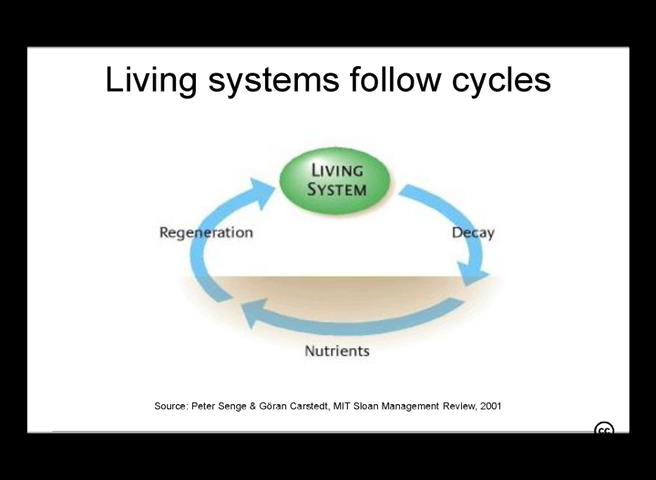 Living systems follow cycles
LIVING
SYSTEM
Regeneration
Decay
Nutrients
Source: Peter Senge & Göran Carstedt, MIT Sloan Management Review, 2001
cc